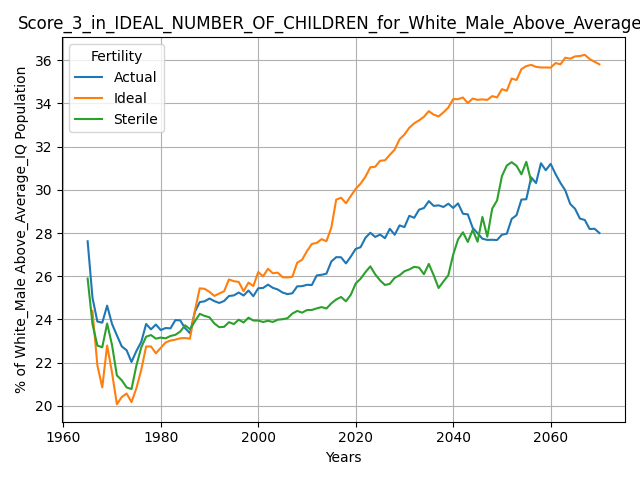 Score_3_in_IDEAL_NUMBER_OF_CHILDREN_for_White_Male_Above_Average
Fertility
Actual
Ideal
Sterile
% of White_Male Above_Average_IQ Population
36
34
32
30
28
26
24
22
20
1960
1980
2000
2020
2040
2060
Years